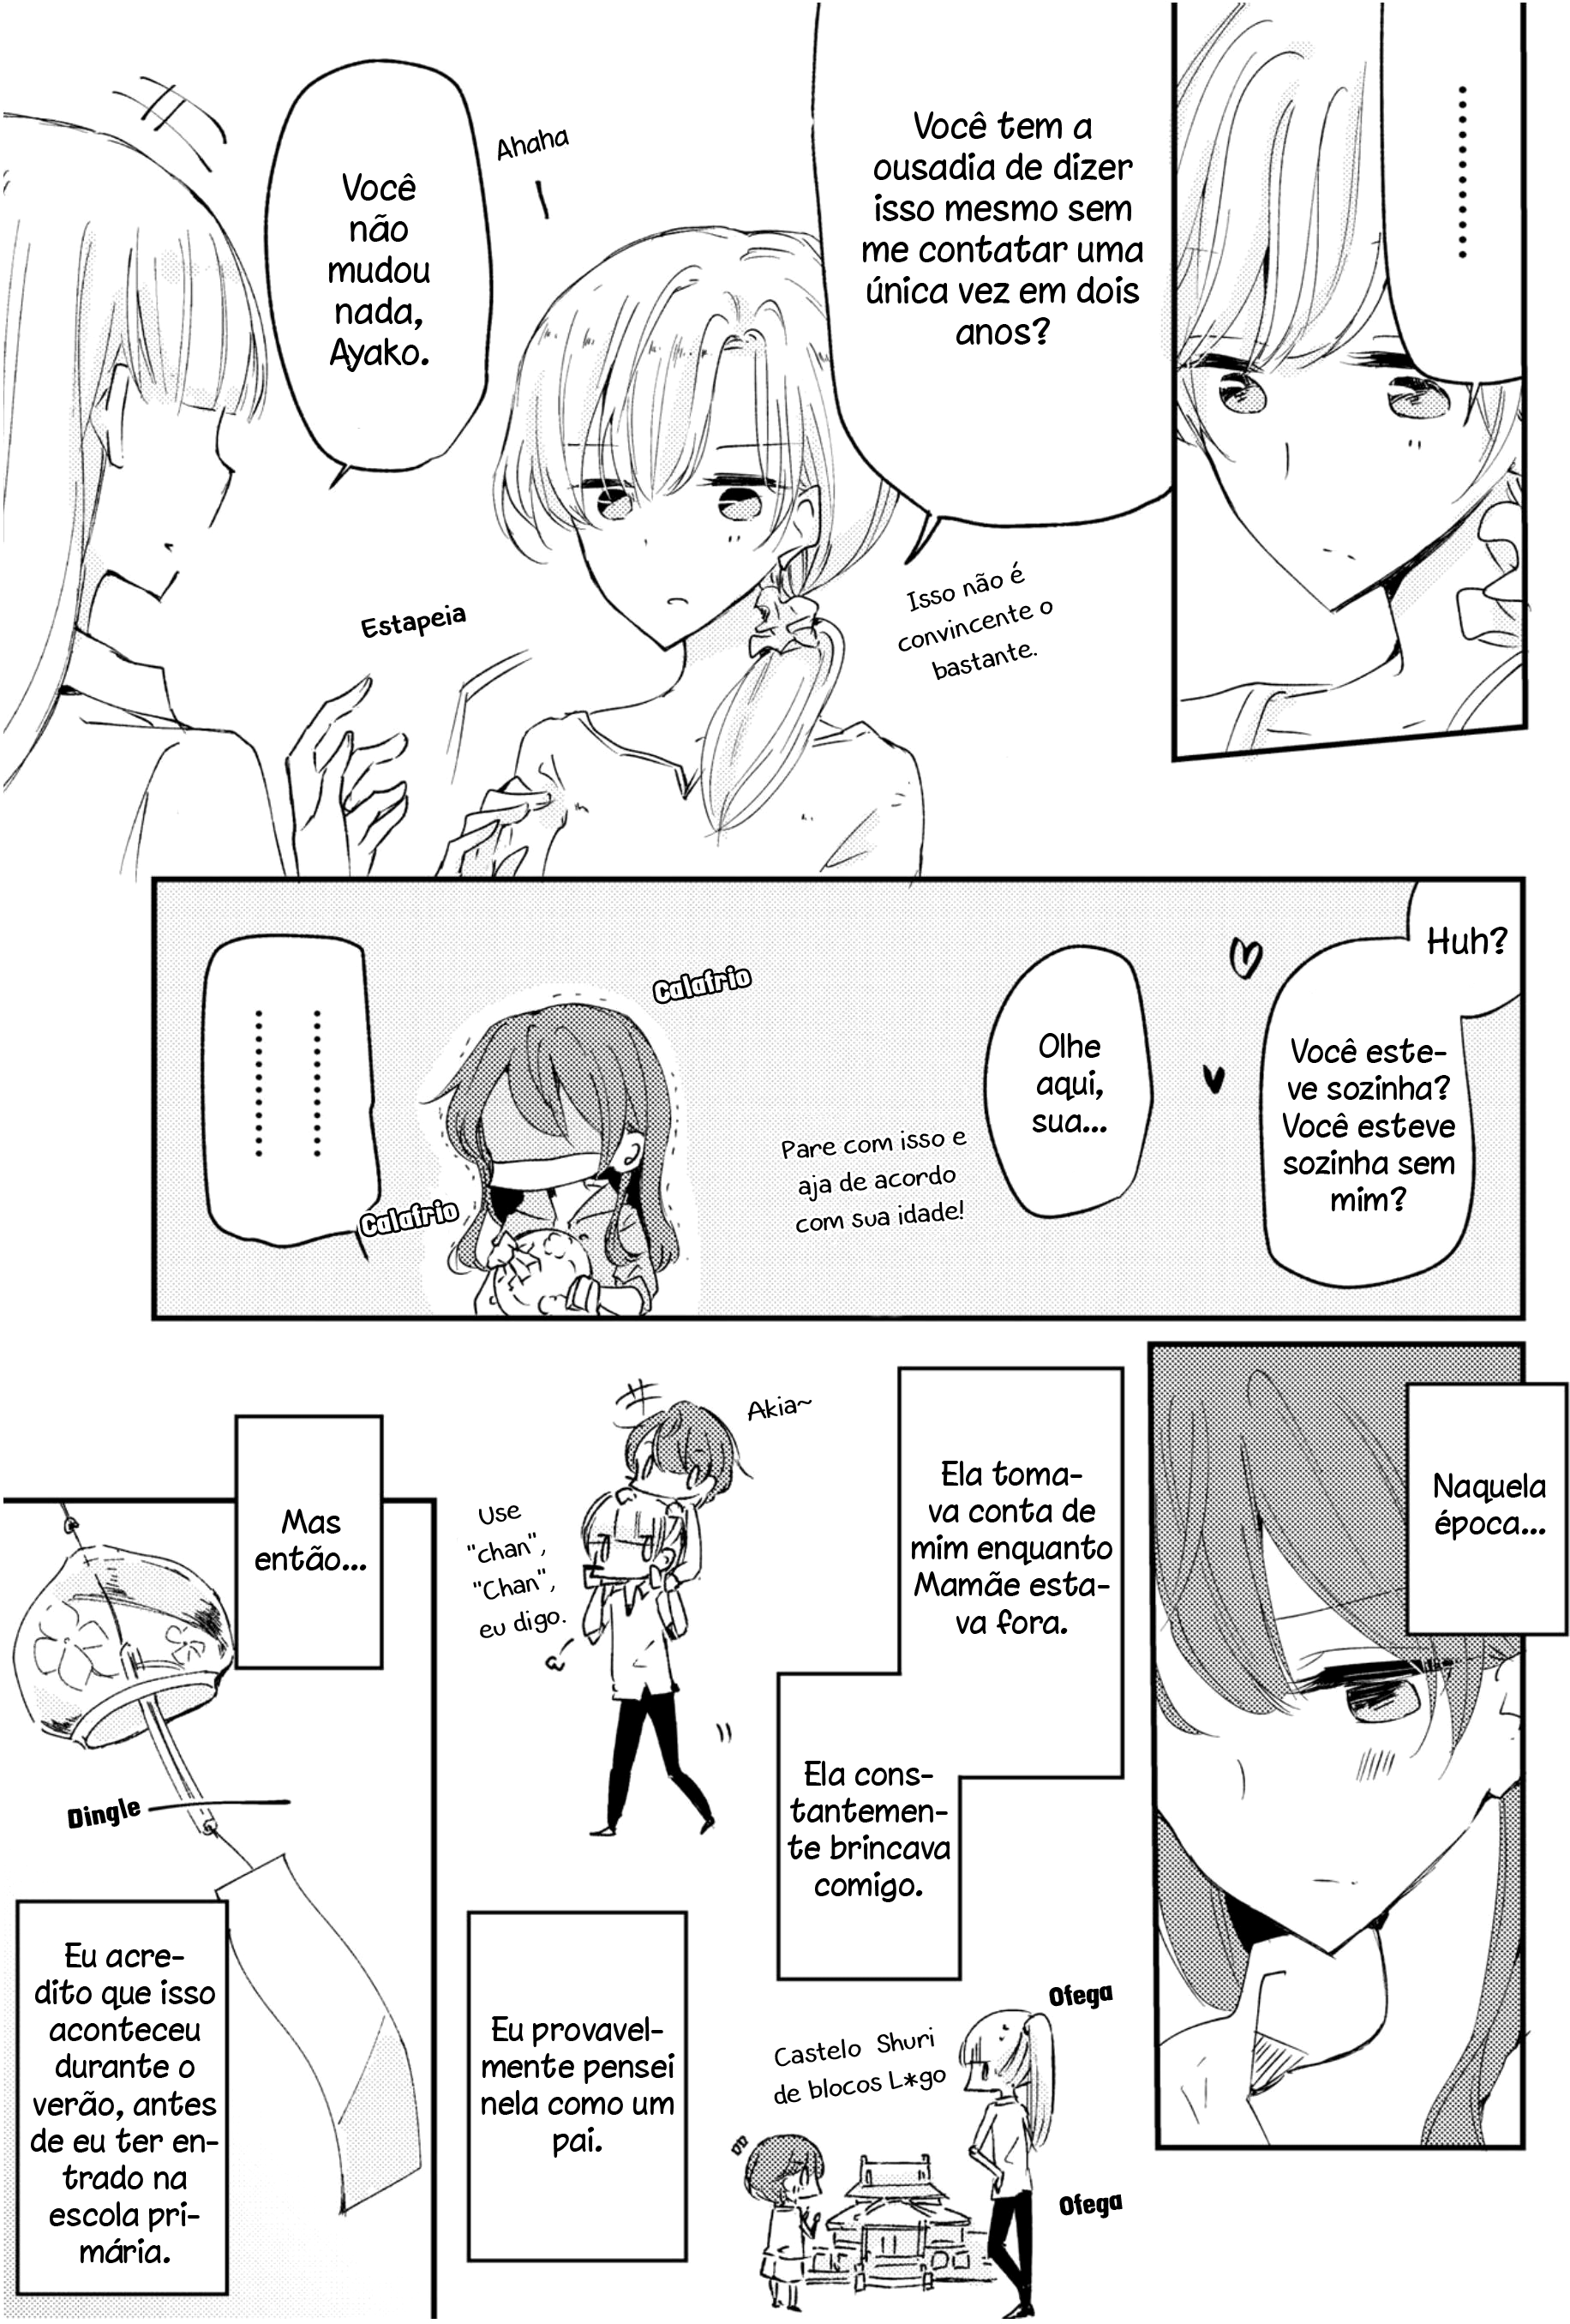 ............
Você tem a
ousadia de dizer
isso mesmo sem
me contatar uma
única vez em dois
anos?
Isso não é
convincente o
bastante.
Ahaha
Você
não
mudou
nada,
Ayako.
Estapeia
Huh?
Você este-
ve sozinha?
Você esteve
sozinha sem
mim?
Olhe
aqui,
sua...
Pare com isso e
aja de acordo
com sua idade!
Calafrio
Calafrio
............
............
Naquela
época...
Ela toma-
va conta de
mim enquanto
Mamãe esta-
va fora.
Ela cons-
tantemen-
te brincava
comigo.
Akia~
Use
"chan",
"Chan",
eu digo.
Ofega
Castelo Shuri
de blocos L*go
Ofega
Eu provavel-
mente pensei
nela como um
pai.
Mas
então...
Dingle
Eu acre-
dito que isso
aconteceu
durante o
verão, antes
de eu ter en-
trado na
escola pri-
mária.